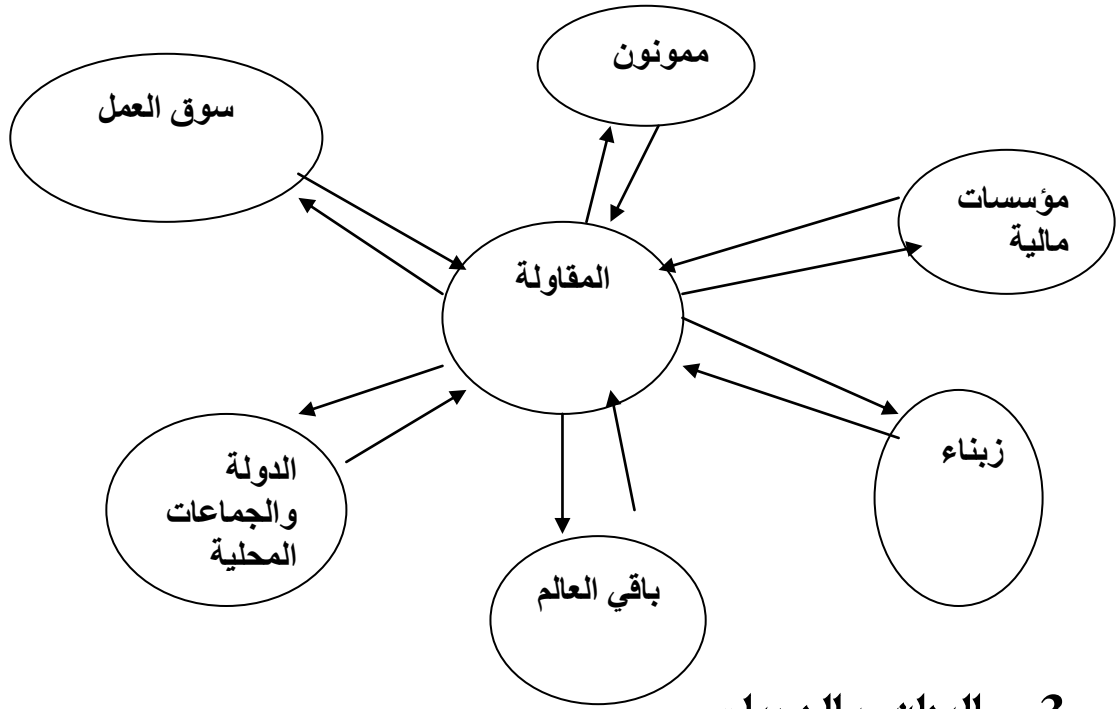 ممونون
سوق العمل
مؤسسات
مالية
المقاولة
زبناء
الدولة
والجماعات
المحلية
باقي العالم